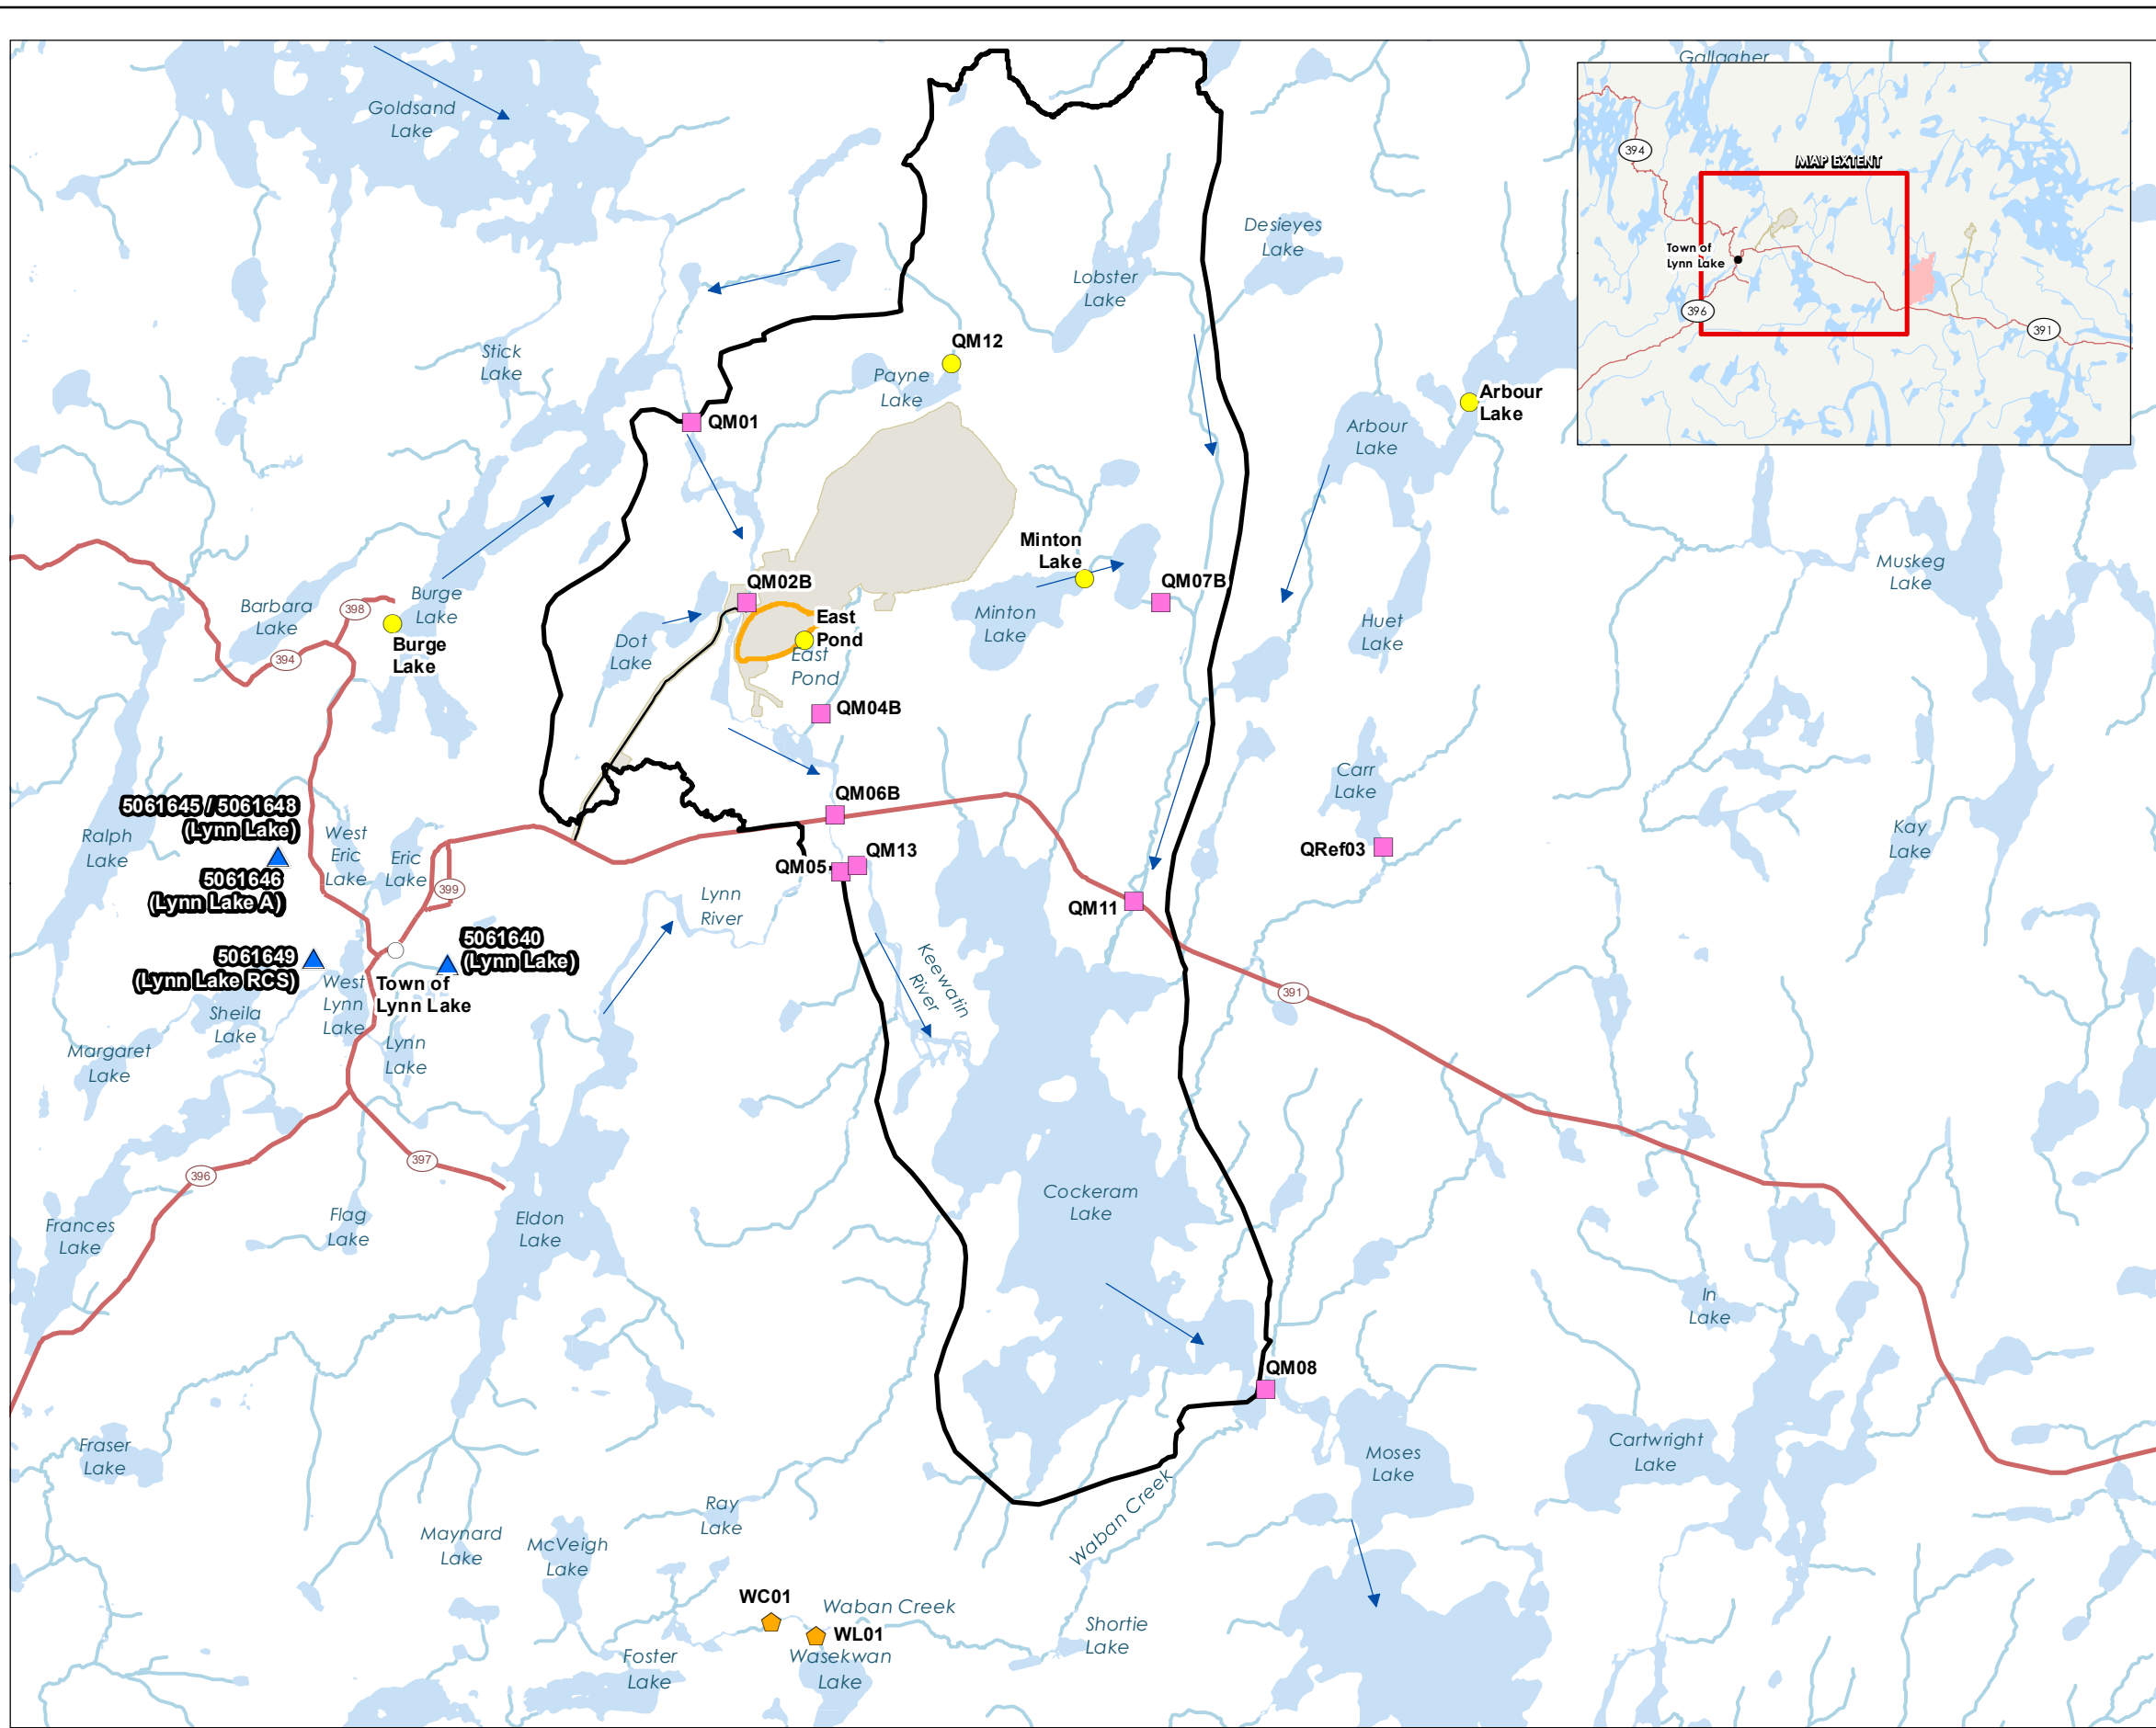 Gallagher
Goldsand
Lake
394
MAP EXTENT
Town of
Lynn Lake
396
391
Desieyes
Lake
Lobster
Lake
Stick
Lake
QM12
Payne
Lake
QM01
Arbour
Lake
Arbour
Lake
Minton
Lake
Muskeg
Lake
QM02B
QM07B
Barbara
Lake
398
Burge
Lake
Burge
Lake
394
Dot
Lake
East
Pond
East
Pond
Minton
Lake
Huet
Lake
QM04B
Carr
Lake
QM06B
5061645 / 5061648
(Lynn Lake)
Ralph
Lake
West
Eric
Lake
Eric
Lake
Kay
Lake
QRef03
QM13
QM05
5061646
(Lynn Lake A)
399
Lynn
River
QM11
5061640
(Lynn Lake)
5061649
(Lynn Lake RCS)
Town of
Lynn Lake
West
Lynn
Lake
Sheila
Lake
Keewatin
River
391
Margaret
Lake
Lynn
Lake
397
396
Cockeram
Lake
Frances
Lake
Flag
Lake
Eldon
Lake
In
Lake
QM08
Fraser
Lake
Moses
Lake
Cartwright
Lake
Ray
Lake
Maynard
Lake
McVeigh
Lake
Waban Creek
WC01
Waban Creek
WL01
Shortie
Lake
Foster
Lake
Wasekwan
Lake